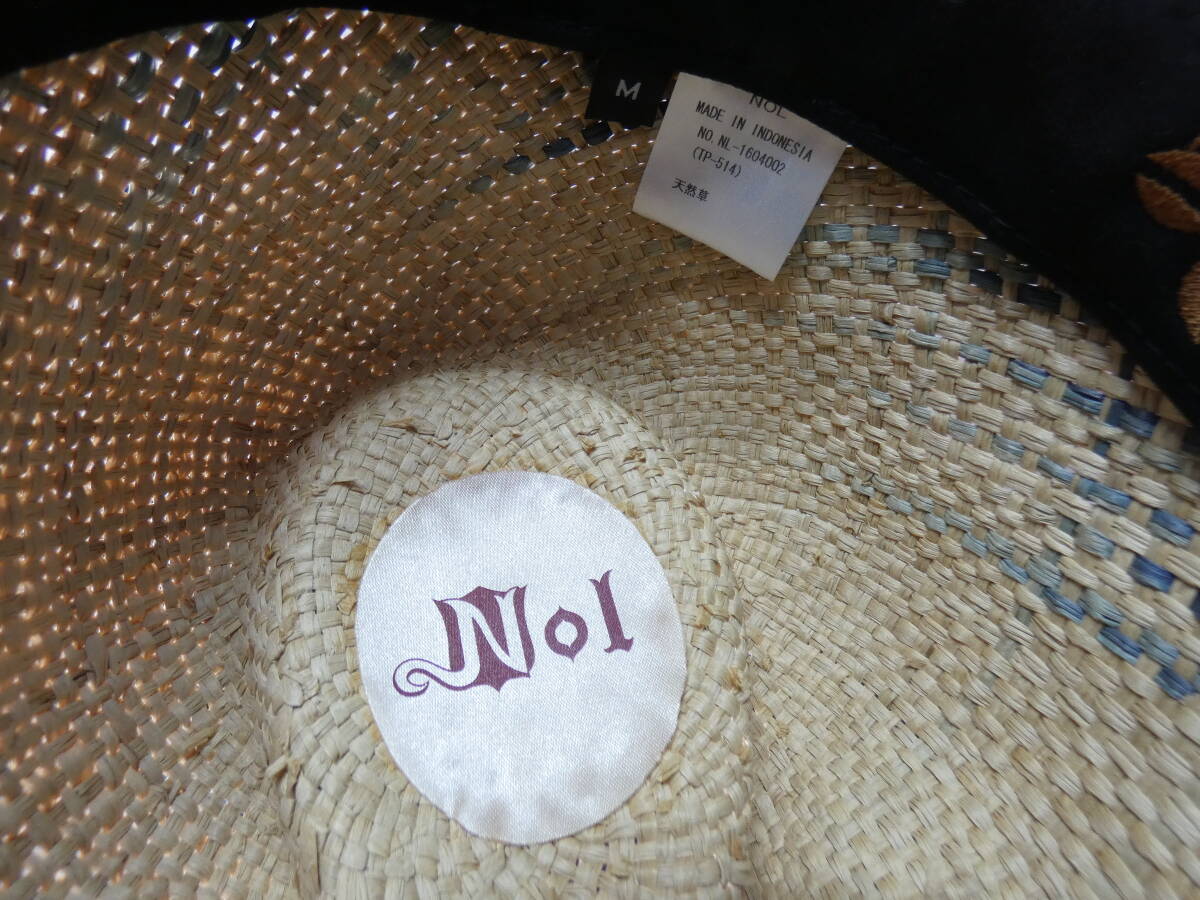 M
NOL
MADE IN INDONESIA
NO. NL-1604002
(TP-514)
天然草
Nol